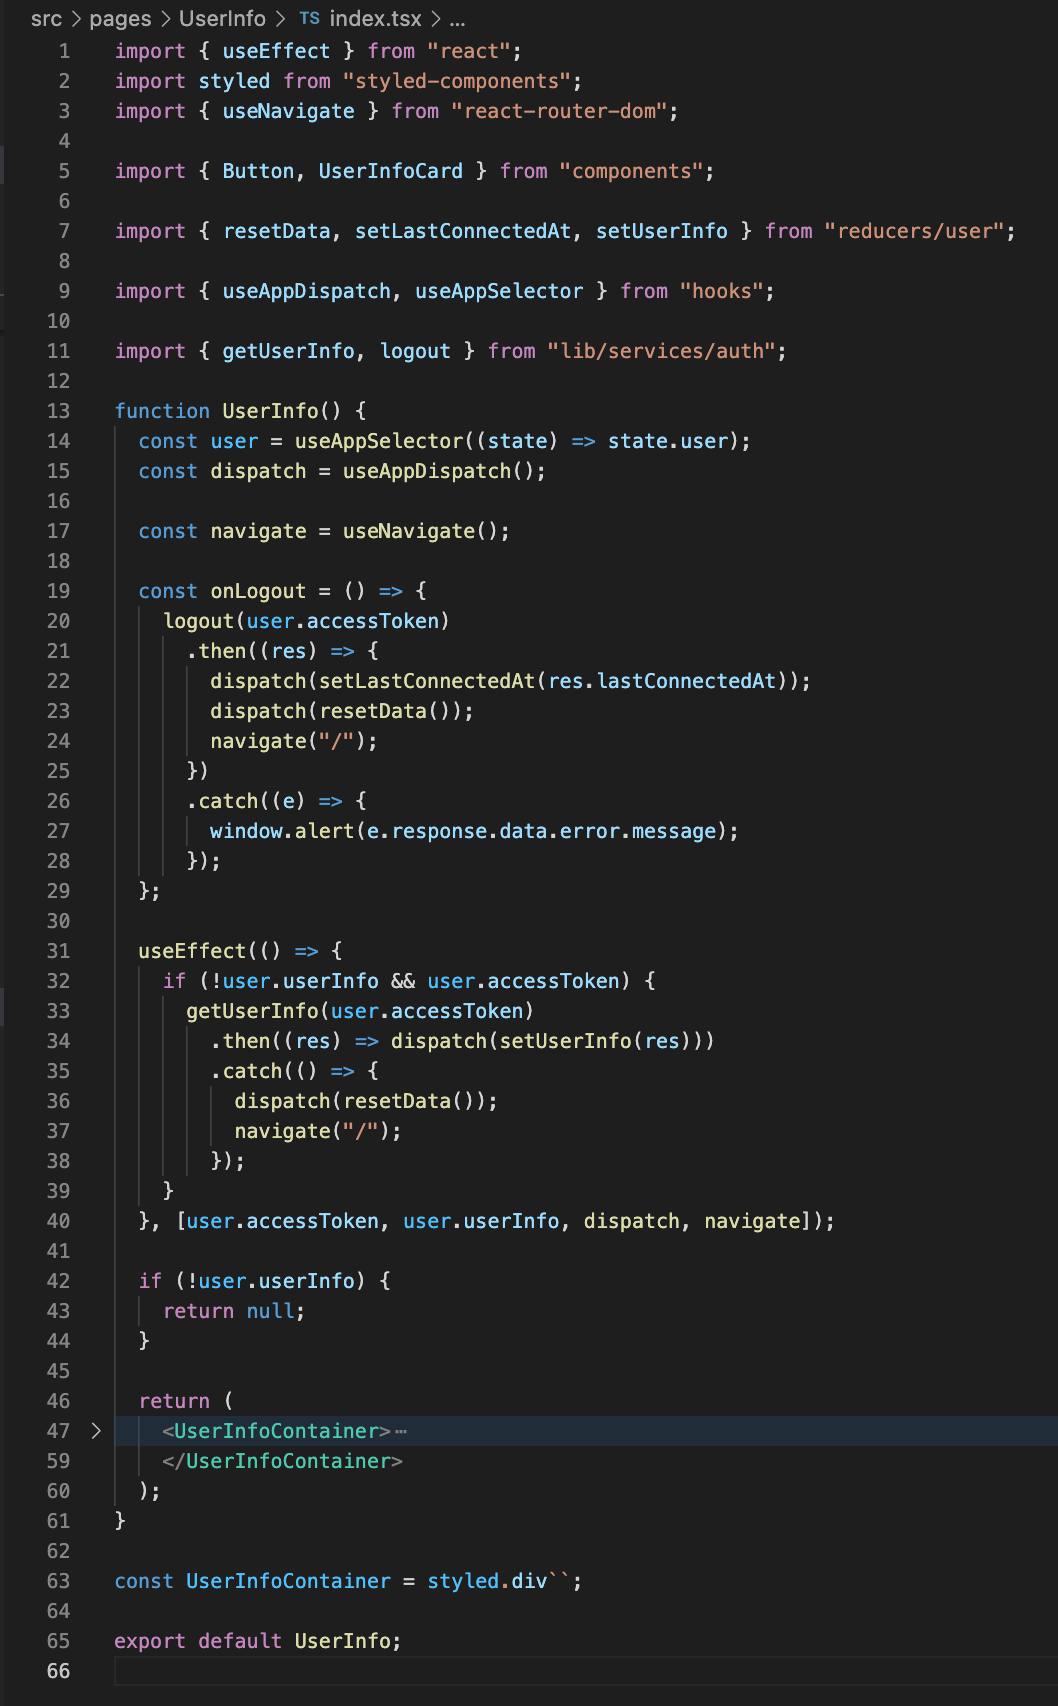 src > pages > UserInfo > TS index.tsx > ...
1 import { useEffect } from "react";
2 import styled from "styled-components";
3 import { useNavigate } from "react-router-dom";
4
5 import { Button, UserInfoCard } from "components";
6
7 import { resetData, setLastConnectedAt, setUserInfo } from "reducers/user";
8
9 import { useAppDispatch, useAppSelector } from "hooks";
10
11 import { getUserInfo, logout } from "lib/services/auth";
12
13 function UserInfo() {
14   const user = useAppSelector((state) => state.user);
15   const dispatch = useAppDispatch();
16
17   const navigate = useNavigate();
18
19   const onLogout = () => {
20     logout(user.accessToken)
21       .then((res) => {
22         dispatch(setLastConnectedAt(res.lastConnectedAt));
23         dispatch(resetData());
24         navigate("/");
25       })
26       .catch((e) => {
27         window.alert(e.response.data.error.message);
28       });
29   };
30
31   useEffect(() => {
32     if (!user.userInfo && user.accessToken) {
33       getUserInfo(user.accessToken)
34         .then((res) => dispatch(setUserInfo(res)))
35         .catch(() => {
36           dispatch(resetData());
37           navigate("/");
38         });
39     }
40   }, [user.accessToken, user.userInfo, dispatch, navigate]);
41
42   if (!user.userInfo) {
43     return null;
44   }
45
46   return (
47 >     <UserInfoContainer>…
59     </UserInfoContainer>
60   );
61 }
62
63 const UserInfoContainer = styled.div``;
64
65 export default UserInfo;
66